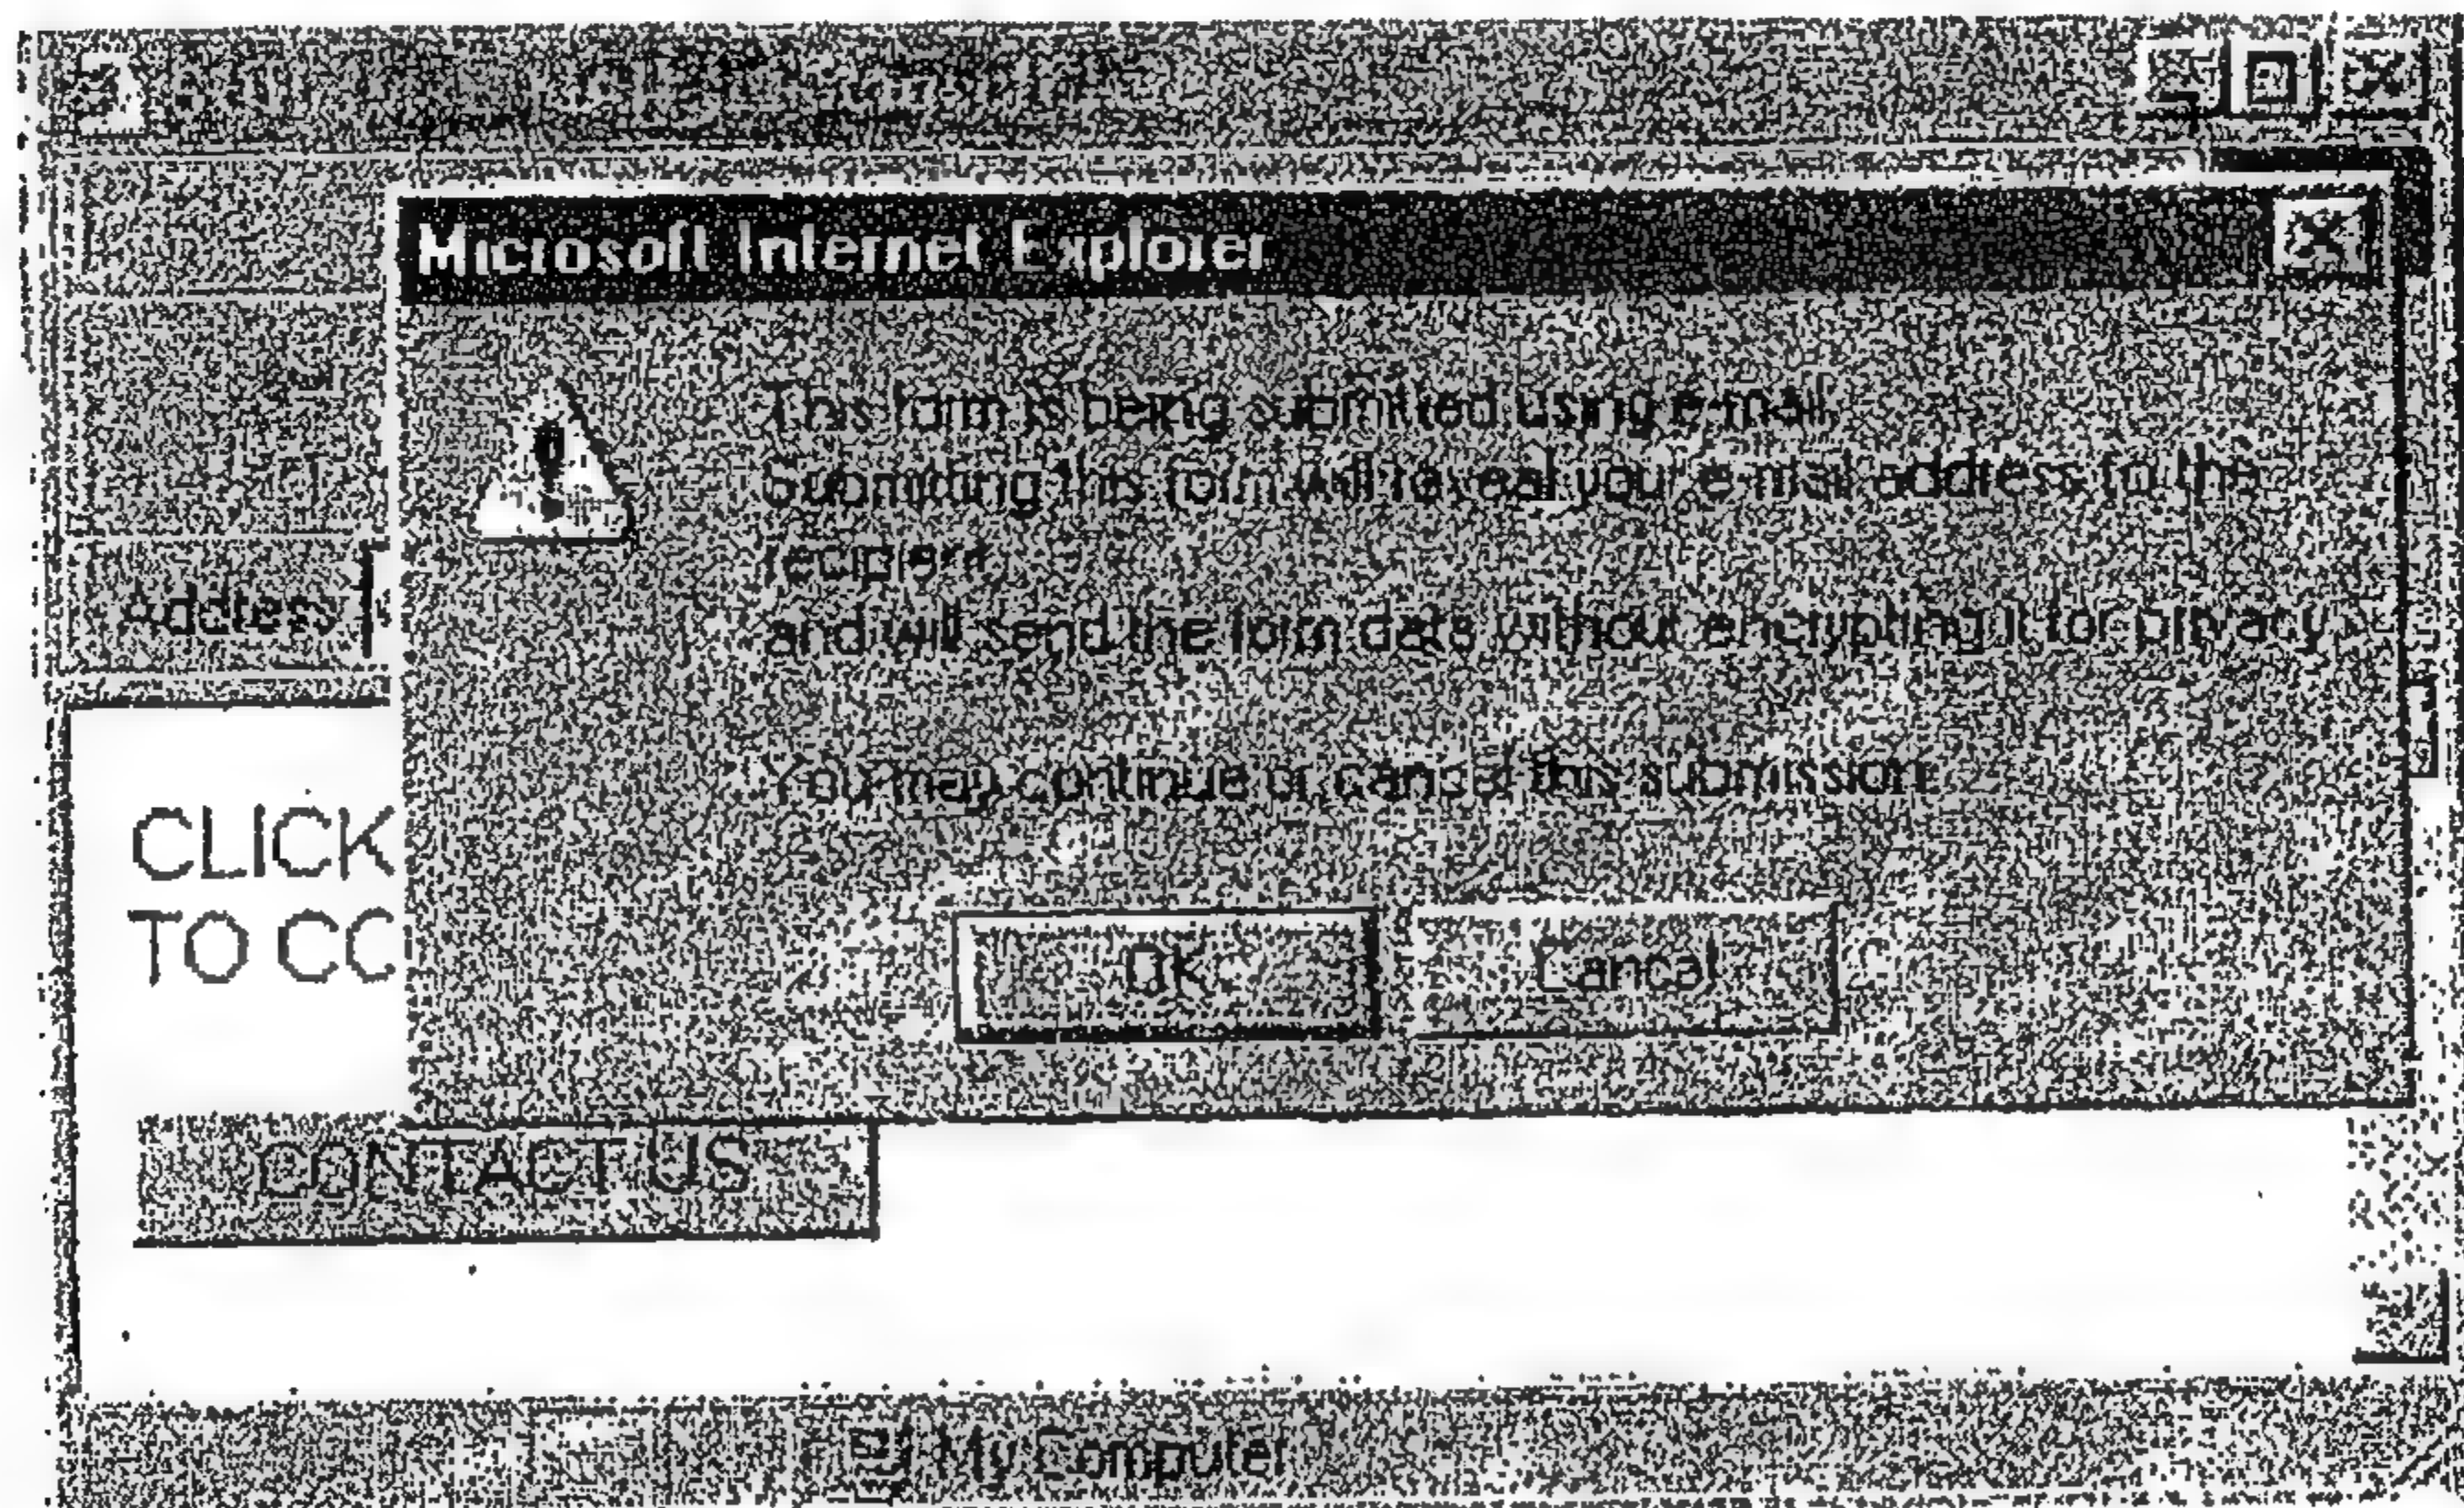 Microsoft Internet Explorer
This form is being submitted using e-mail.
Submitting this form will reveal your e-mail address to the
recipient
and will send the form data without encrypting it for privacy.
Address
You may continue or cancel this submission.
CLICK
TO CO
OK Cancel
CONTACT US
My Computer